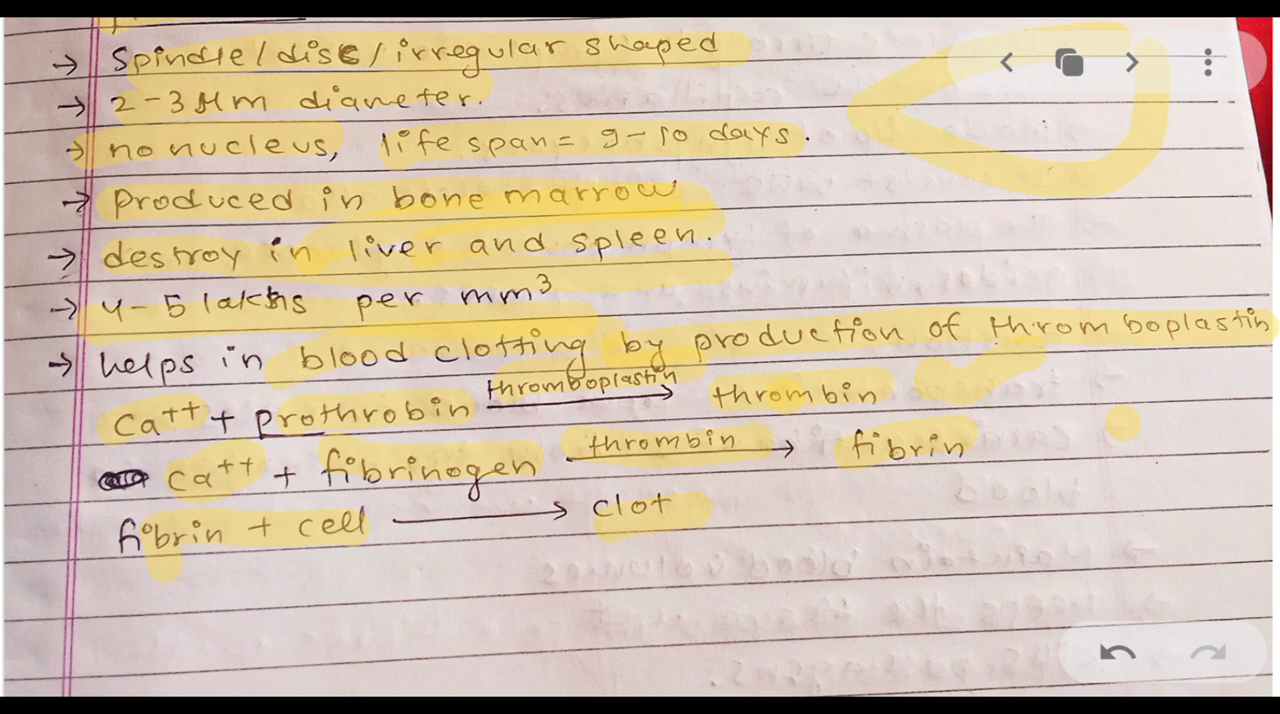 → Spindle / disc / irregular shaped
→ 2-3 Mm diameter.
→ no nucleus, life span = 9-10 days.
→ Produced in bone marrow
→ destroy in liver and spleen.
→ 4-5 lakhs per mm³
→ helps in blood clotting by production of thromboplastin
Ca++ + prothrobin thromboplastin → thrombin
Ca++ + fibrinogen thrombin → fibrin
fibrin + cell → clot